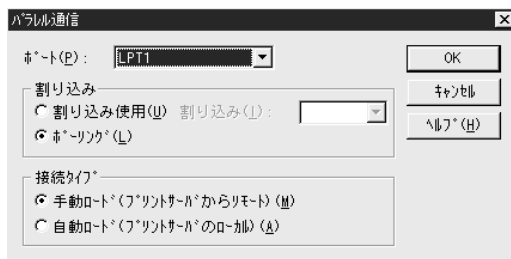 ﾊﾟﾗﾚﾙ通信
ﾎﾟｰﾄ(P): LPT1
OK
ｷｬﾝｾﾙ
ﾍﾙﾌﾟ(H)
割り込み
割り込み使用(U) 割り込み(I):
ﾎﾟｰﾘﾝｸﾞ(L)
接続ﾀｲﾌﾟ
手動ﾛｰﾄﾞ(ﾌﾟﾘﾝﾄｻｰﾊﾞからﾘﾓｰﾄ)(M)
自動ﾛｰﾄﾞ(ﾌﾟﾘﾝﾄｻｰﾊﾞのﾛｰｶﾙ)(A)